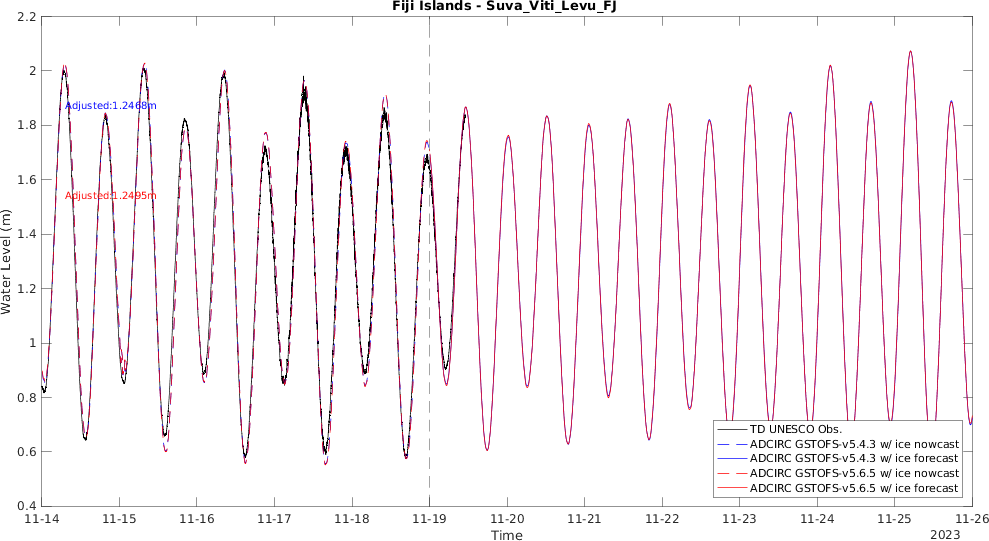 Fiji Islands - Suva_Viti_Levu_FJ
2.2
2
1.8
1.6
1.4
1.2
1
0.8
0.6
0.4
Water Level (m)
Adjusted:1.2468m
Adjusted:1.2495m
TD UNESCO Obs.
ADCIRC GSTOFS-v5.4.3 w/ ice nowcast
ADCIRC GSTOFS-v5.4.3 w/ ice forecast
ADCIRC GSTOFS-v5.6.5 w/ ice nowcast
ADCIRC GSTOFS-v5.6.5 w/ ice forecast
11-14 11-15 11-16 11-17 11-18 11-19 11-20 11-21 11-22 11-23 11-24 11-25 11-26
Time
2023